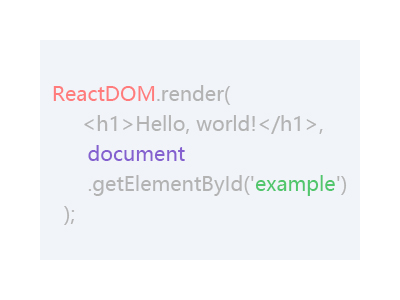 ReactDOM.render(
<h1>Hello, world!</h1>,
document
.getElementById('example')
);